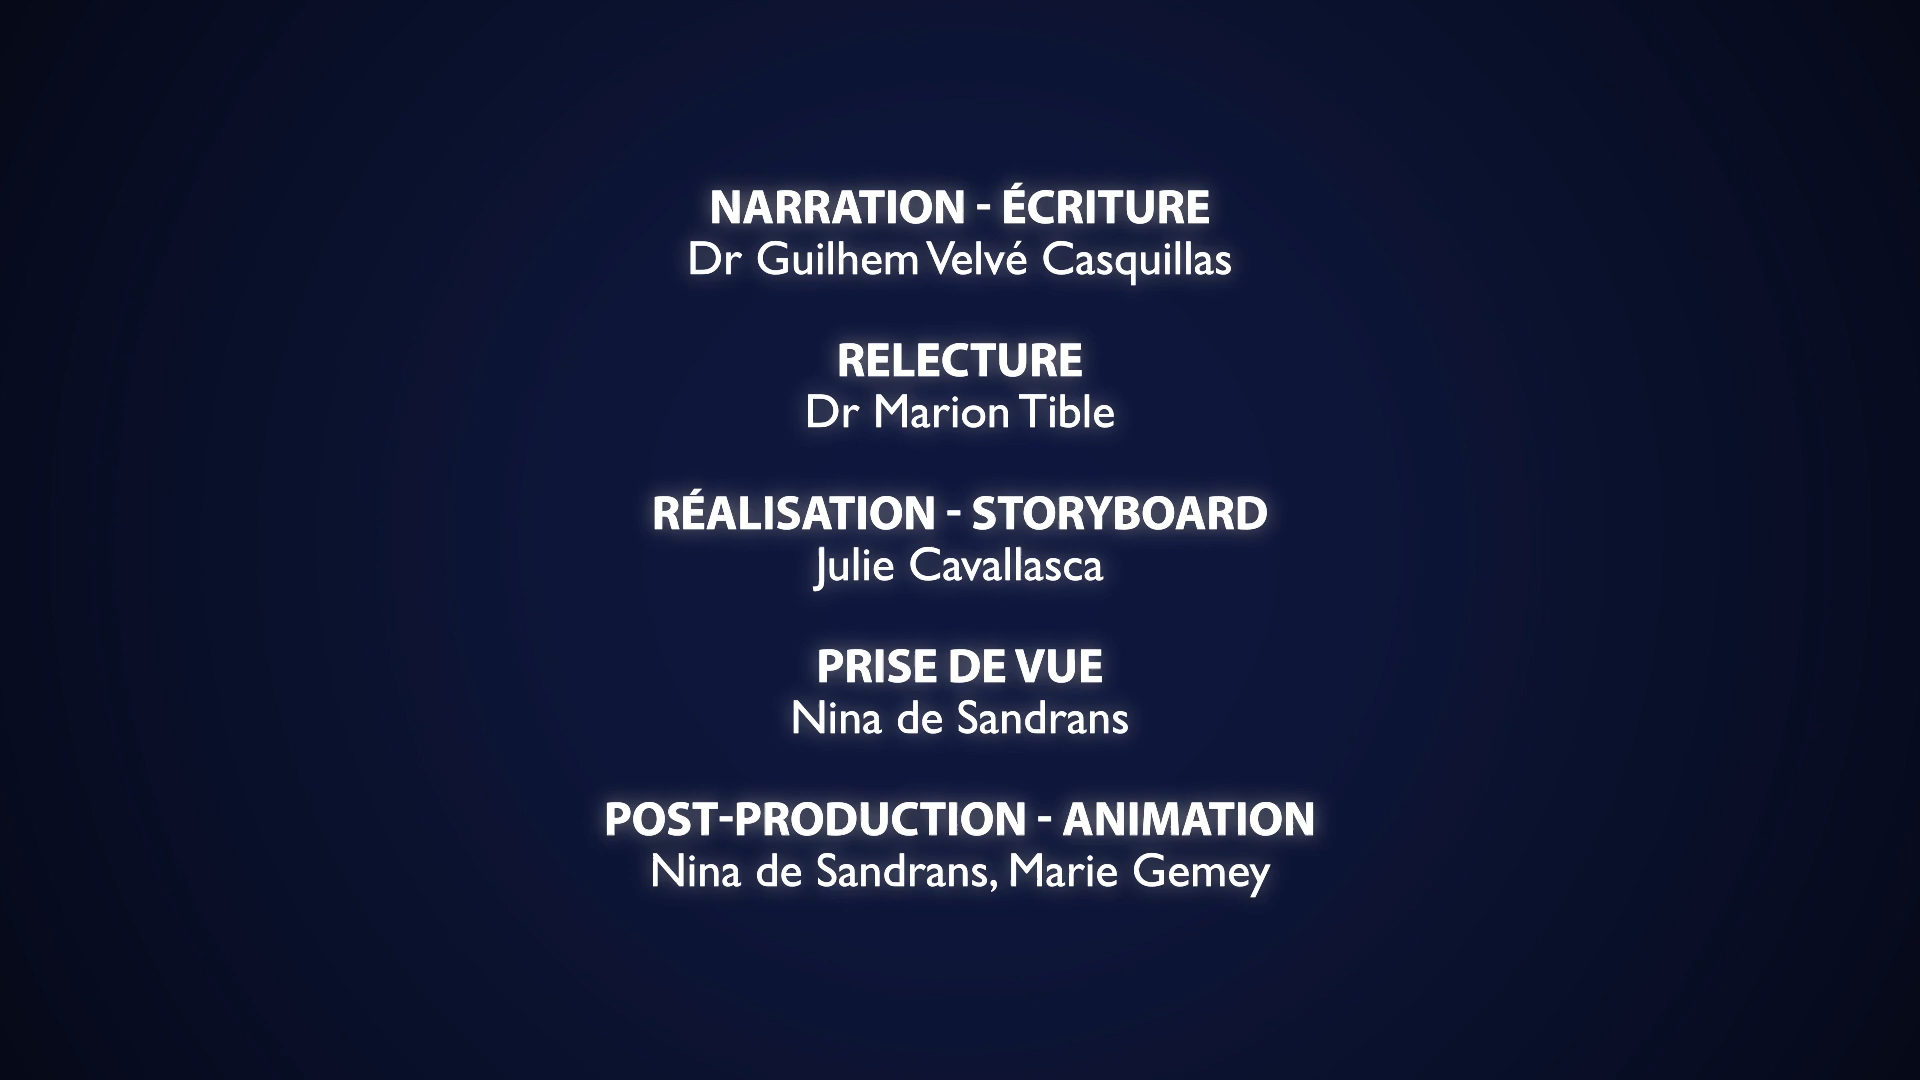 NARRATION - ÉCRITURE
Dr Guilhem Velvé Casquillas
RELECTURE
Dr Marion Tible
RÉALISATION - STORYBOARD
Julie Cavallasca
PRISE DE VUE
Nina de Sandrans
POST-PRODUCTION - ANIMATION
Nina de Sandrans, Marie Gemey